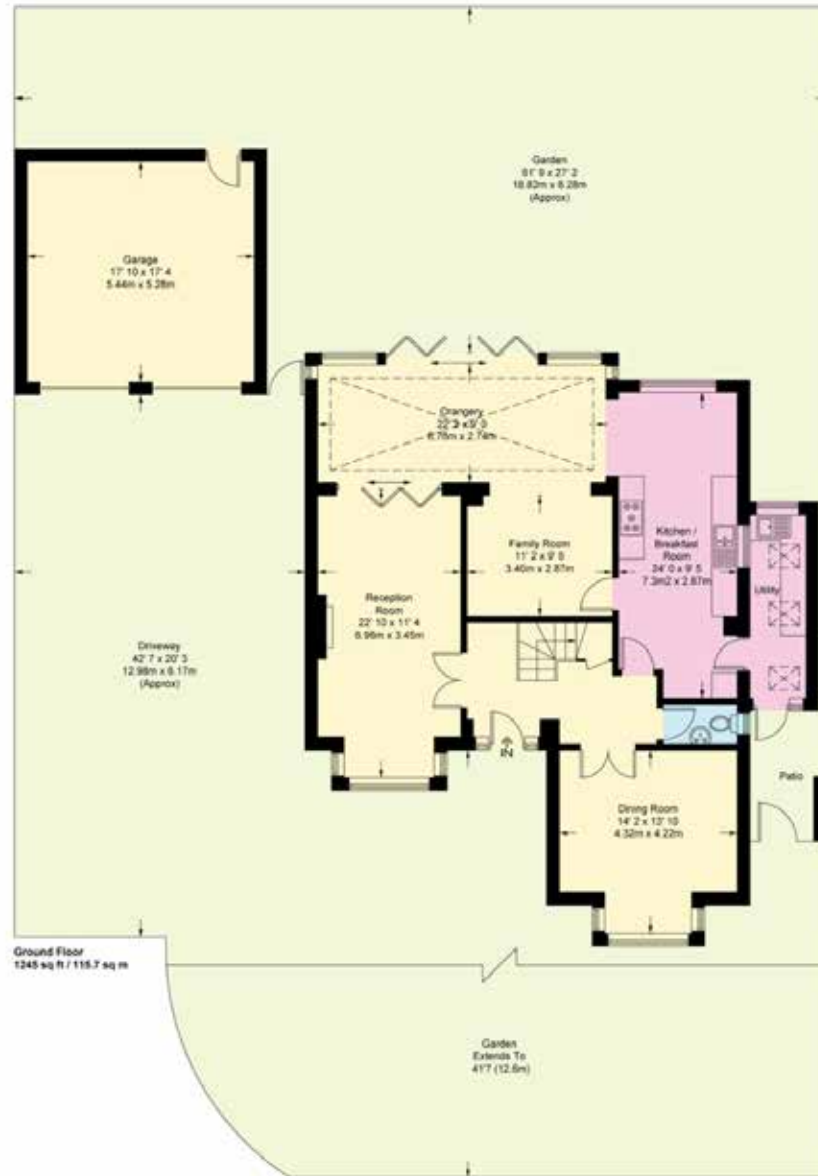 Garden
61' 9 x 27' 2
18.82m x 8.28m
(Approx)
Garage
17' 10 x 17' 4
5.44m x 5.28m
Orangery
22' 3 x 9' 0
6.78m x 2.74m
Family Room
11' 2 x 9' 5
3.40m x 2.87m
Kitchen /
Breakfast
Room
24' 0 x 9' 5
7.3m2 x 2.87m
Utility
Reception
Room
22' 10 x 11' 4
6.96m x 3.45m
Driveway
42' 7 x 20' 3
12.98m x 6.17m
(Approx)
IN
Patio
Dining Room
14' 2 x 13' 10
4.32m x 4.22m
Ground Floor
1245 sq ft / 115.7 sq m
Garden
Extends To
41'7 (12.6m)